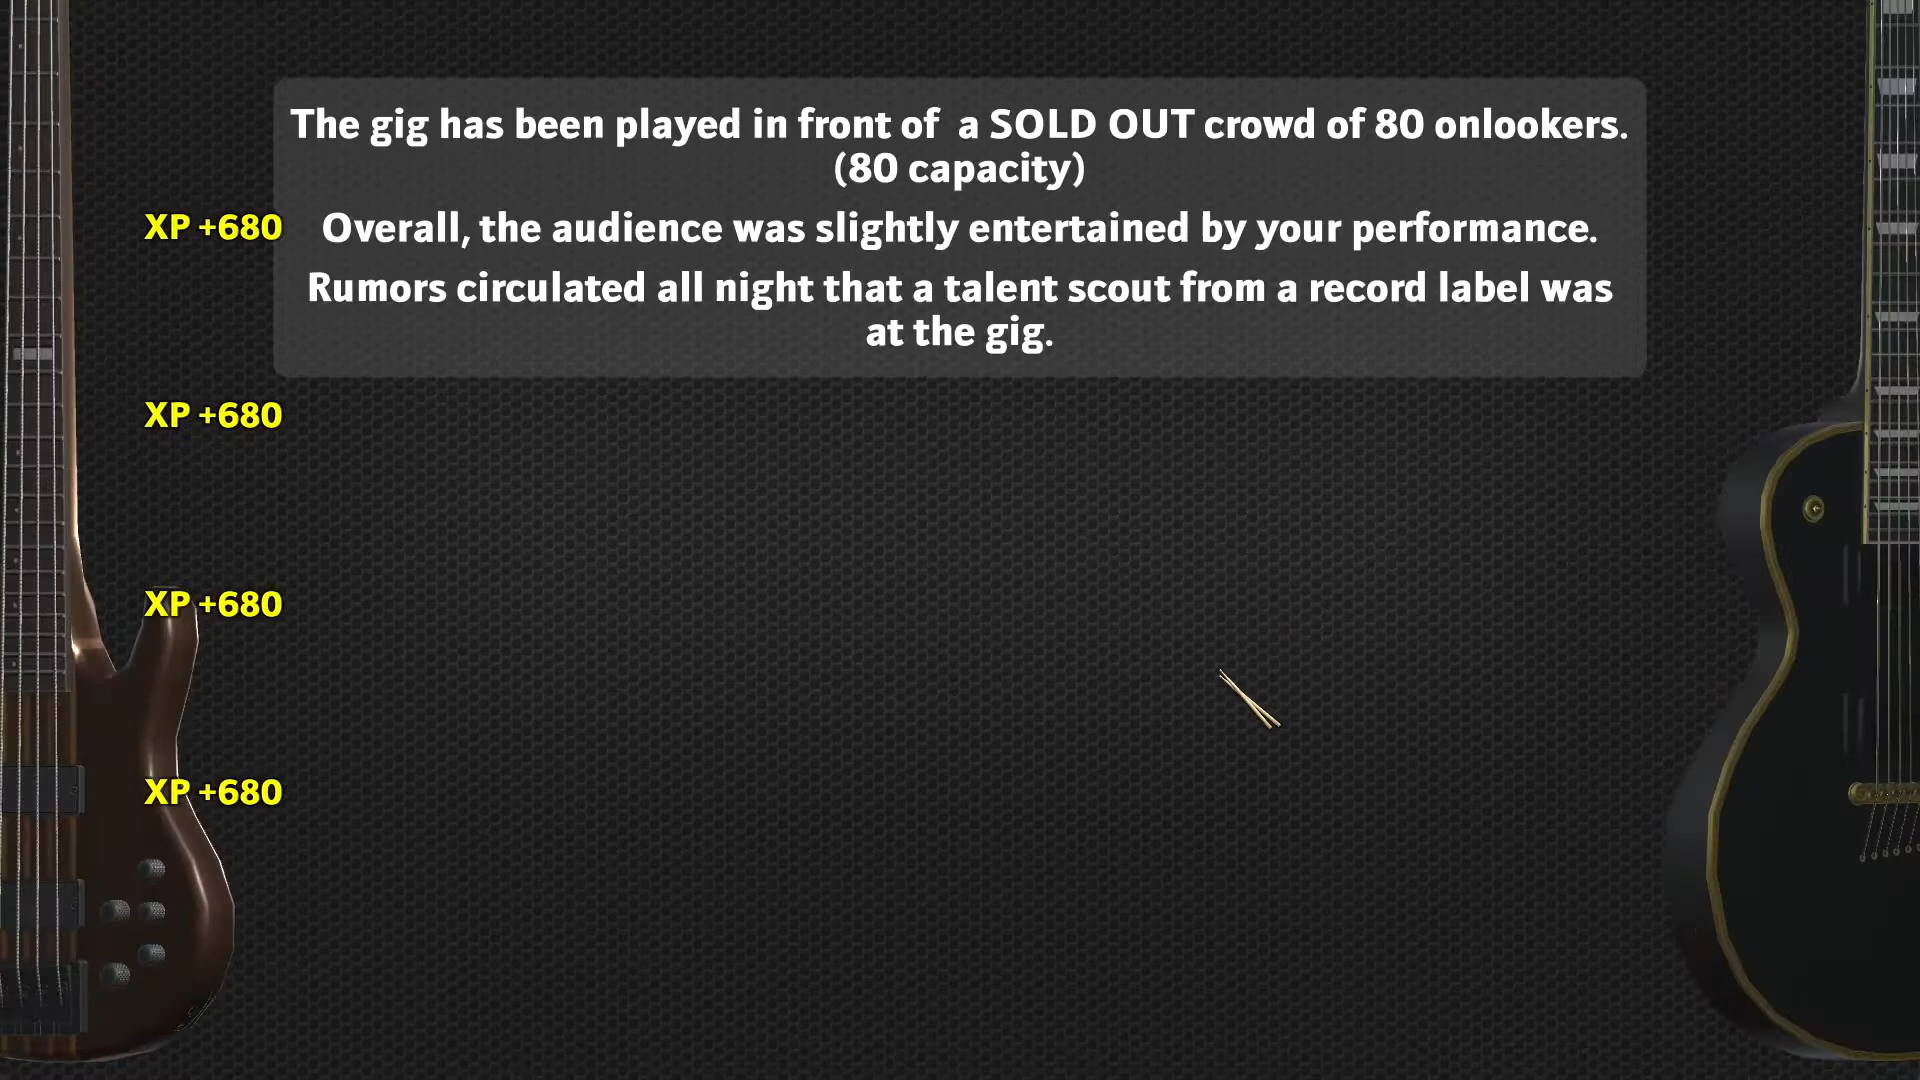 The gig has been played in front of  a SOLD OUT crowd of 80 onlookers.
(80 capacity)
XP +680
Overall, the audience was slightly entertained by your performance.
Rumors circulated all night that a talent scout from a record label was
at the gig.
XP +680
XP +680
XP +680